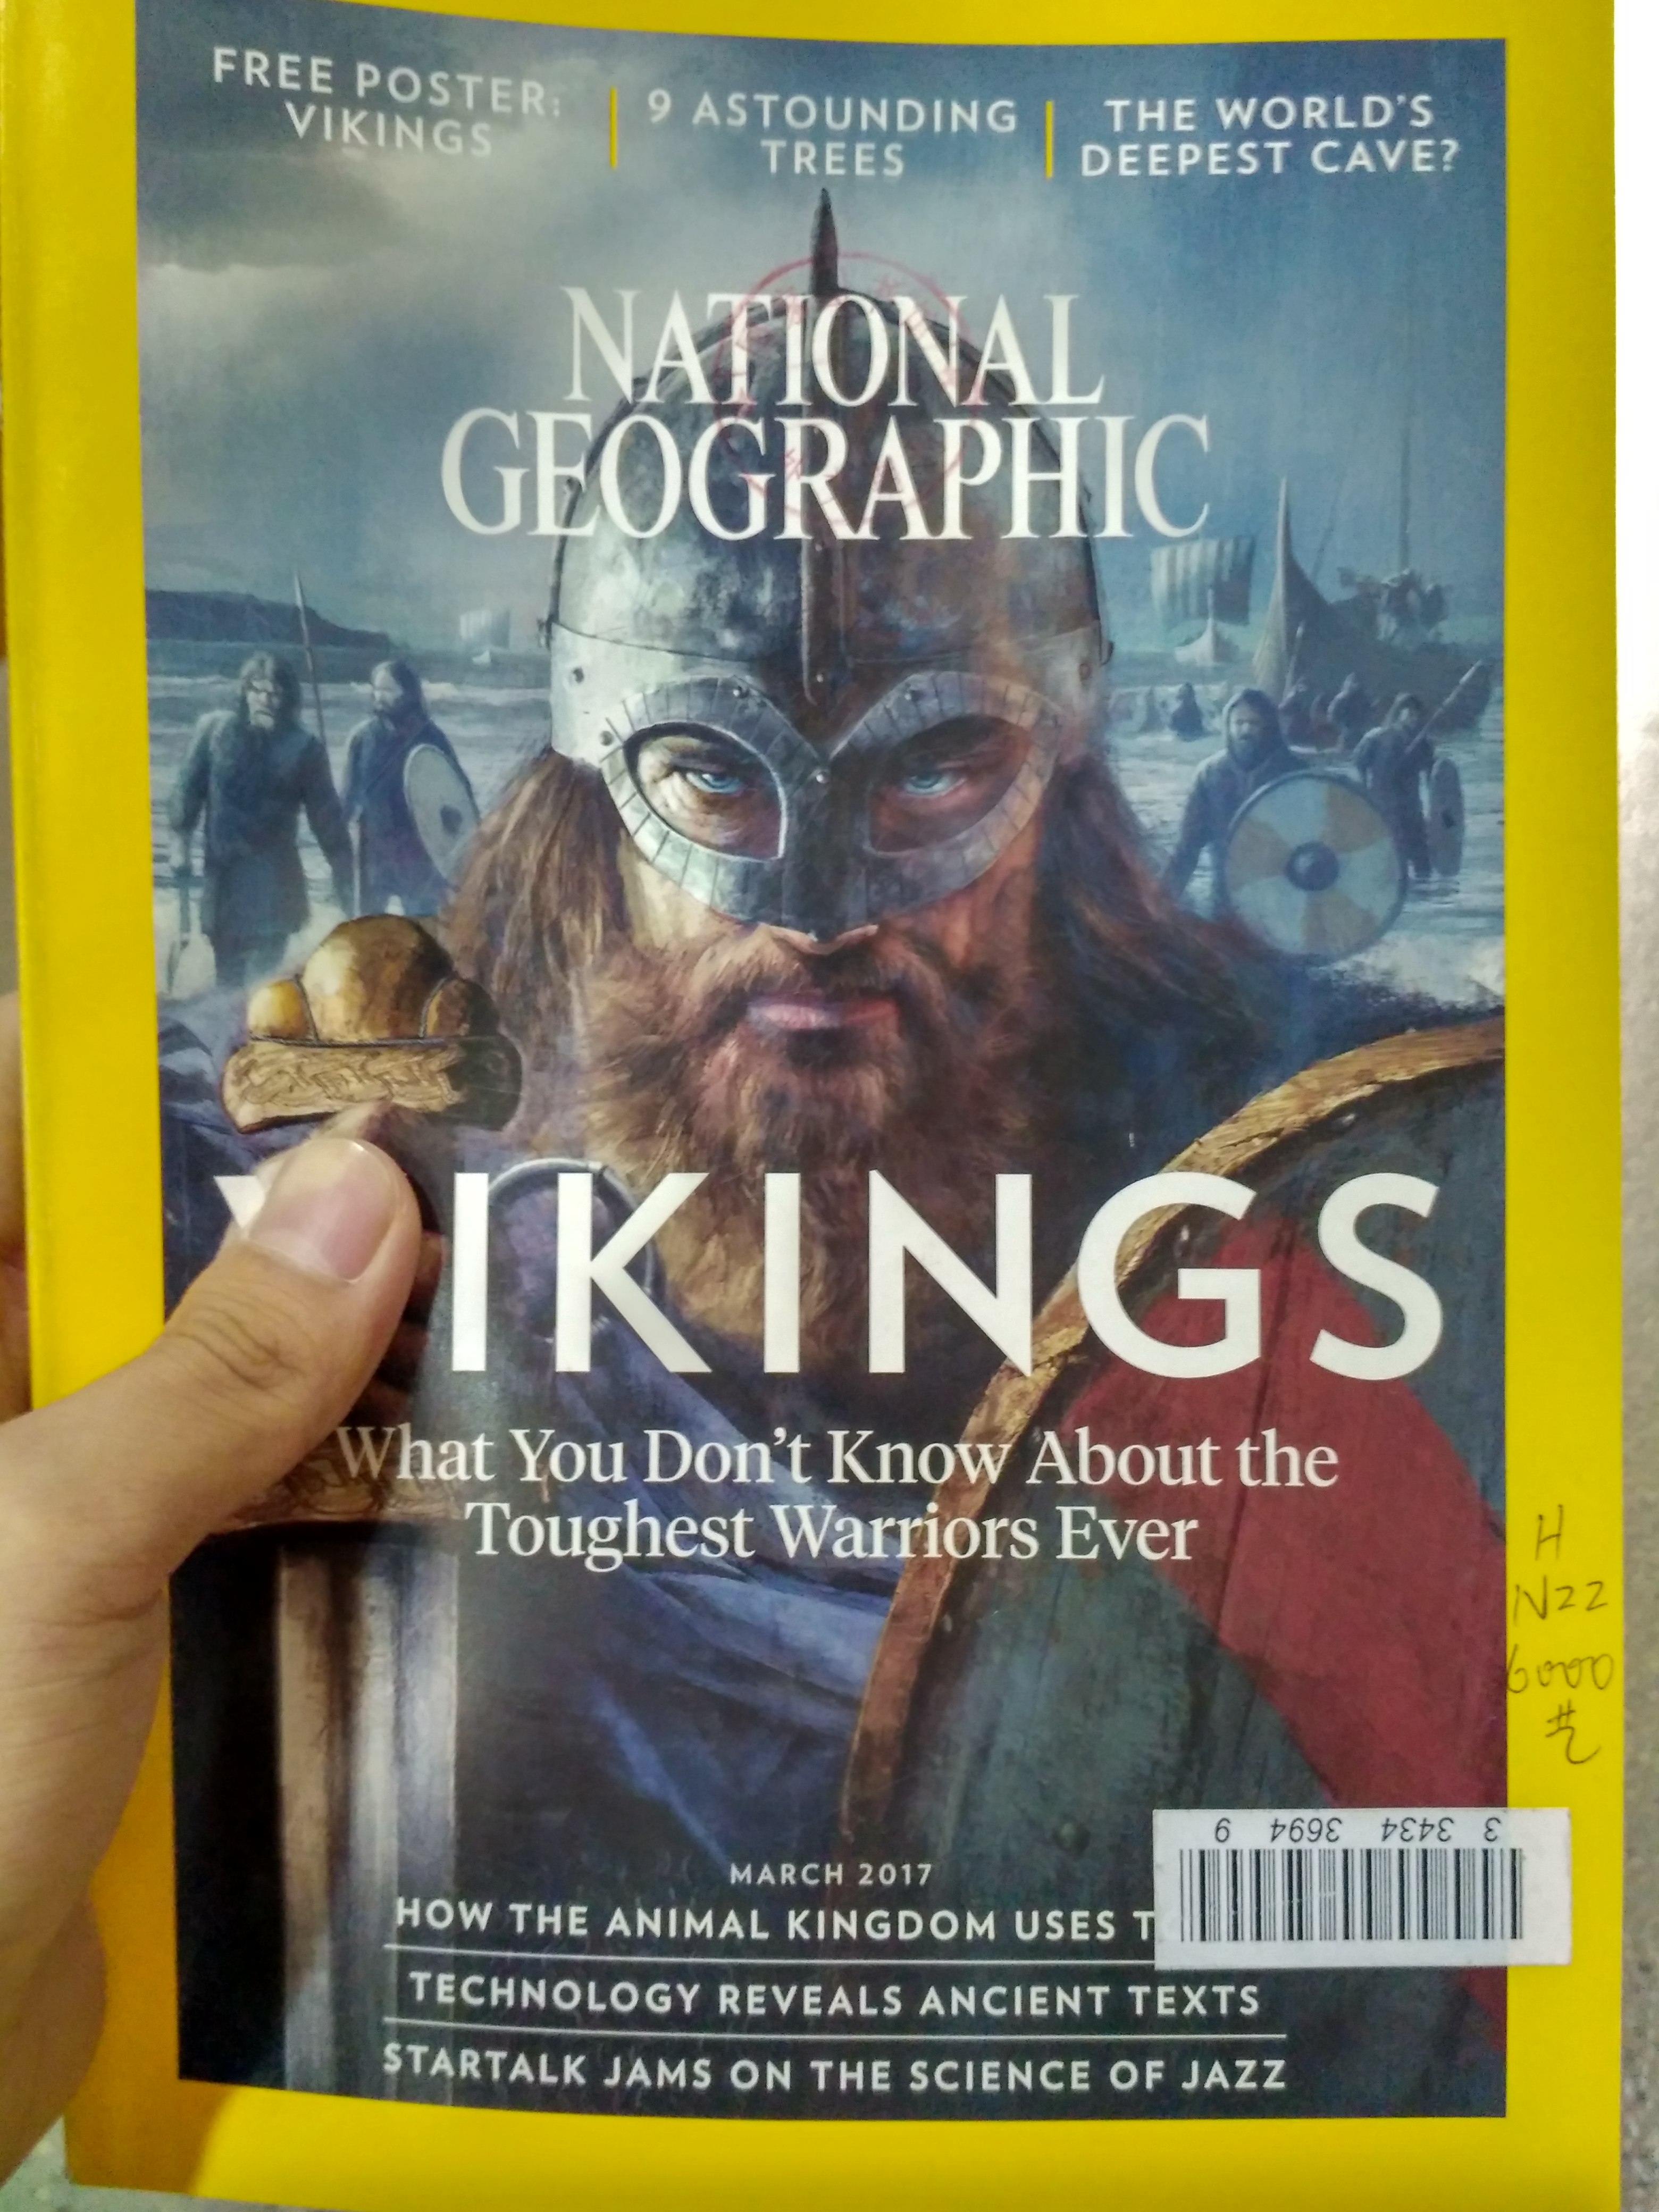 FREE POSTER:
VIKINGS
9 ASTOUNDING
TREES
THE WORLD'S
DEEPEST CAVE?
NATIONAL
GEOGRAPHIC
VIKINGS
What You Don't Know About the
Toughest Warriors Ever
H
N22
6000
MARCH 2017
HOW THE ANIMAL KINGDOM USES
TECHNOLOGY REVEALS ANCIENT TEXTS
STARTALK JAMS ON THE SCIENCE OF JAZZ
3 3434 3694 9